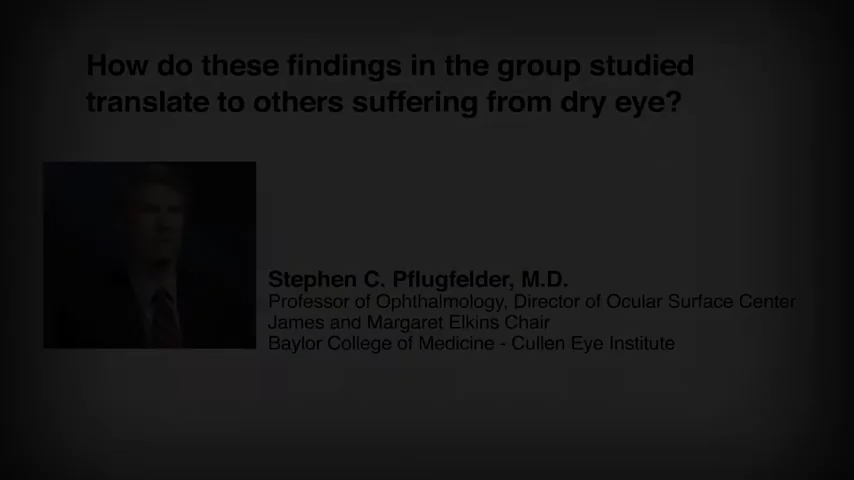 How do these findings in the group studied
translate to others suffering from dry eye?
Stephen C. Pflugfelder, M.D.
Professor of Ophthalmology, Director of Ocular Surface Center
James and Margaret Elkins Chair
Baylor College of Medicine - Cullen Eye Institute